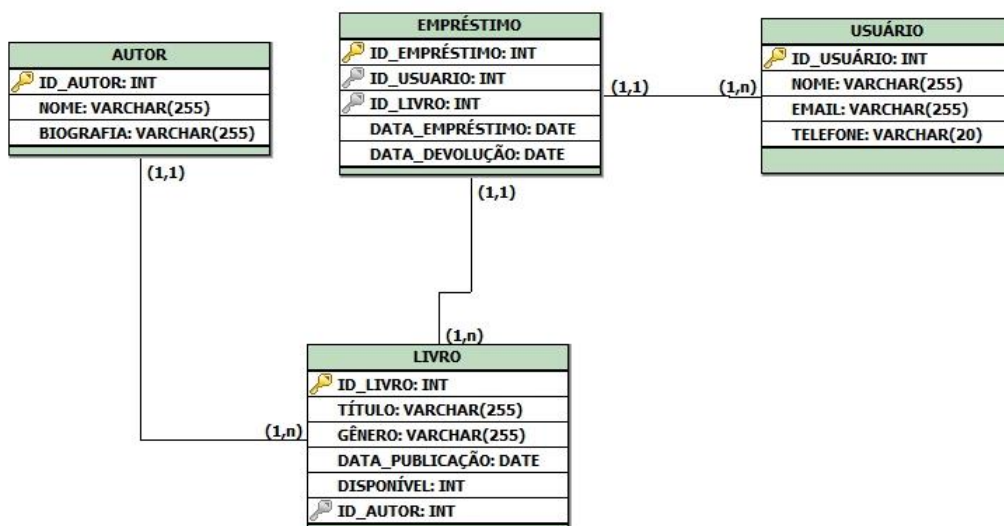 AUTOR
ID_AUTOR: INT
NOME: VARCHAR(255)
BIOGRAFIA: VARCHAR(255)
(1,1)
EMPRÉSTIMO
ID_EMPRÉSTIMO: INT
ID_USUARIO: INT
ID_LIVRO: INT
DATA_EMPRÉSTIMO: DATE
DATA_DEVOLUÇÃO: DATE
(1,1)
(1,n)
(1,1)
USUÁRIO
ID_USUÁRIO: INT
NOME: VARCHAR(255)
EMAIL: VARCHAR(255)
TELEFONE: VARCHAR(20)
(1,n)
(1,n)
LIVRO
ID_LIVRO: INT
TÍTULO: VARCHAR(255)
GÊNERO: VARCHAR(255)
DATA_PUBLICAÇÃO: DATE
DISPONÍVEL: INT
ID_AUTOR: INT